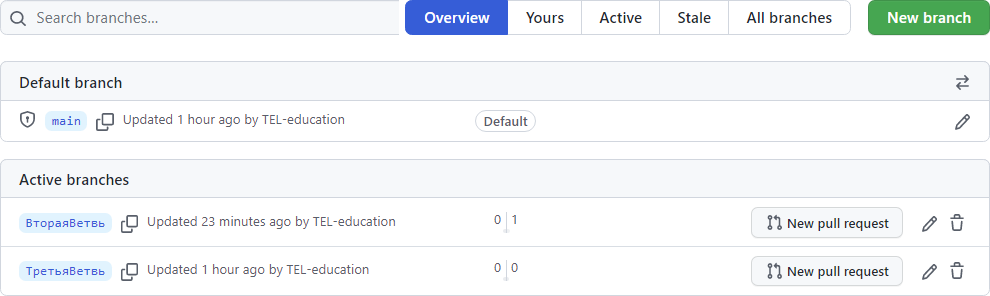 Search branches... Overview Yours Active Stale All branches New branch
Default branch
main Updated 1 hour ago by TEL-education Default
Active branches
ВтораяВетвь Updated 23 minutes ago by TEL-education 0 1 New pull request
ТретьяВетвь Updated 1 hour ago by TEL-education 0 0 New pull request